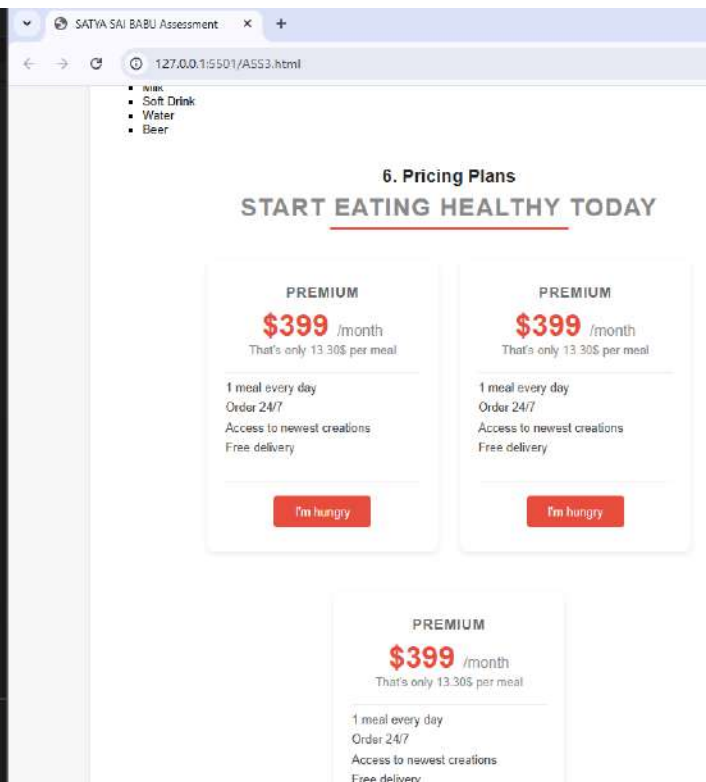 SATYA SAI BABU Assessment
127.0.0.1:5501/ASS3.html
Milk
Soft Drink
Water
Beer
6. Pricing Plans
START EATING HEALTHY TODAY
PREMIUM
$399 /month
That's only 13.30$ per meal
1 meal every day
Order 24/7
Access to newest creations
Free delivery
I'm hungry
PREMIUM
$399 /month
That's only 13.30$ per meal
1 meal every day
Order 24/7
Access to newest creations
Free delivery
I'm hungry
PREMIUM
$399 /month
That's only 13.30$ per meal
1 meal every day
Order 24/7
Access to newest creations
Free delivery